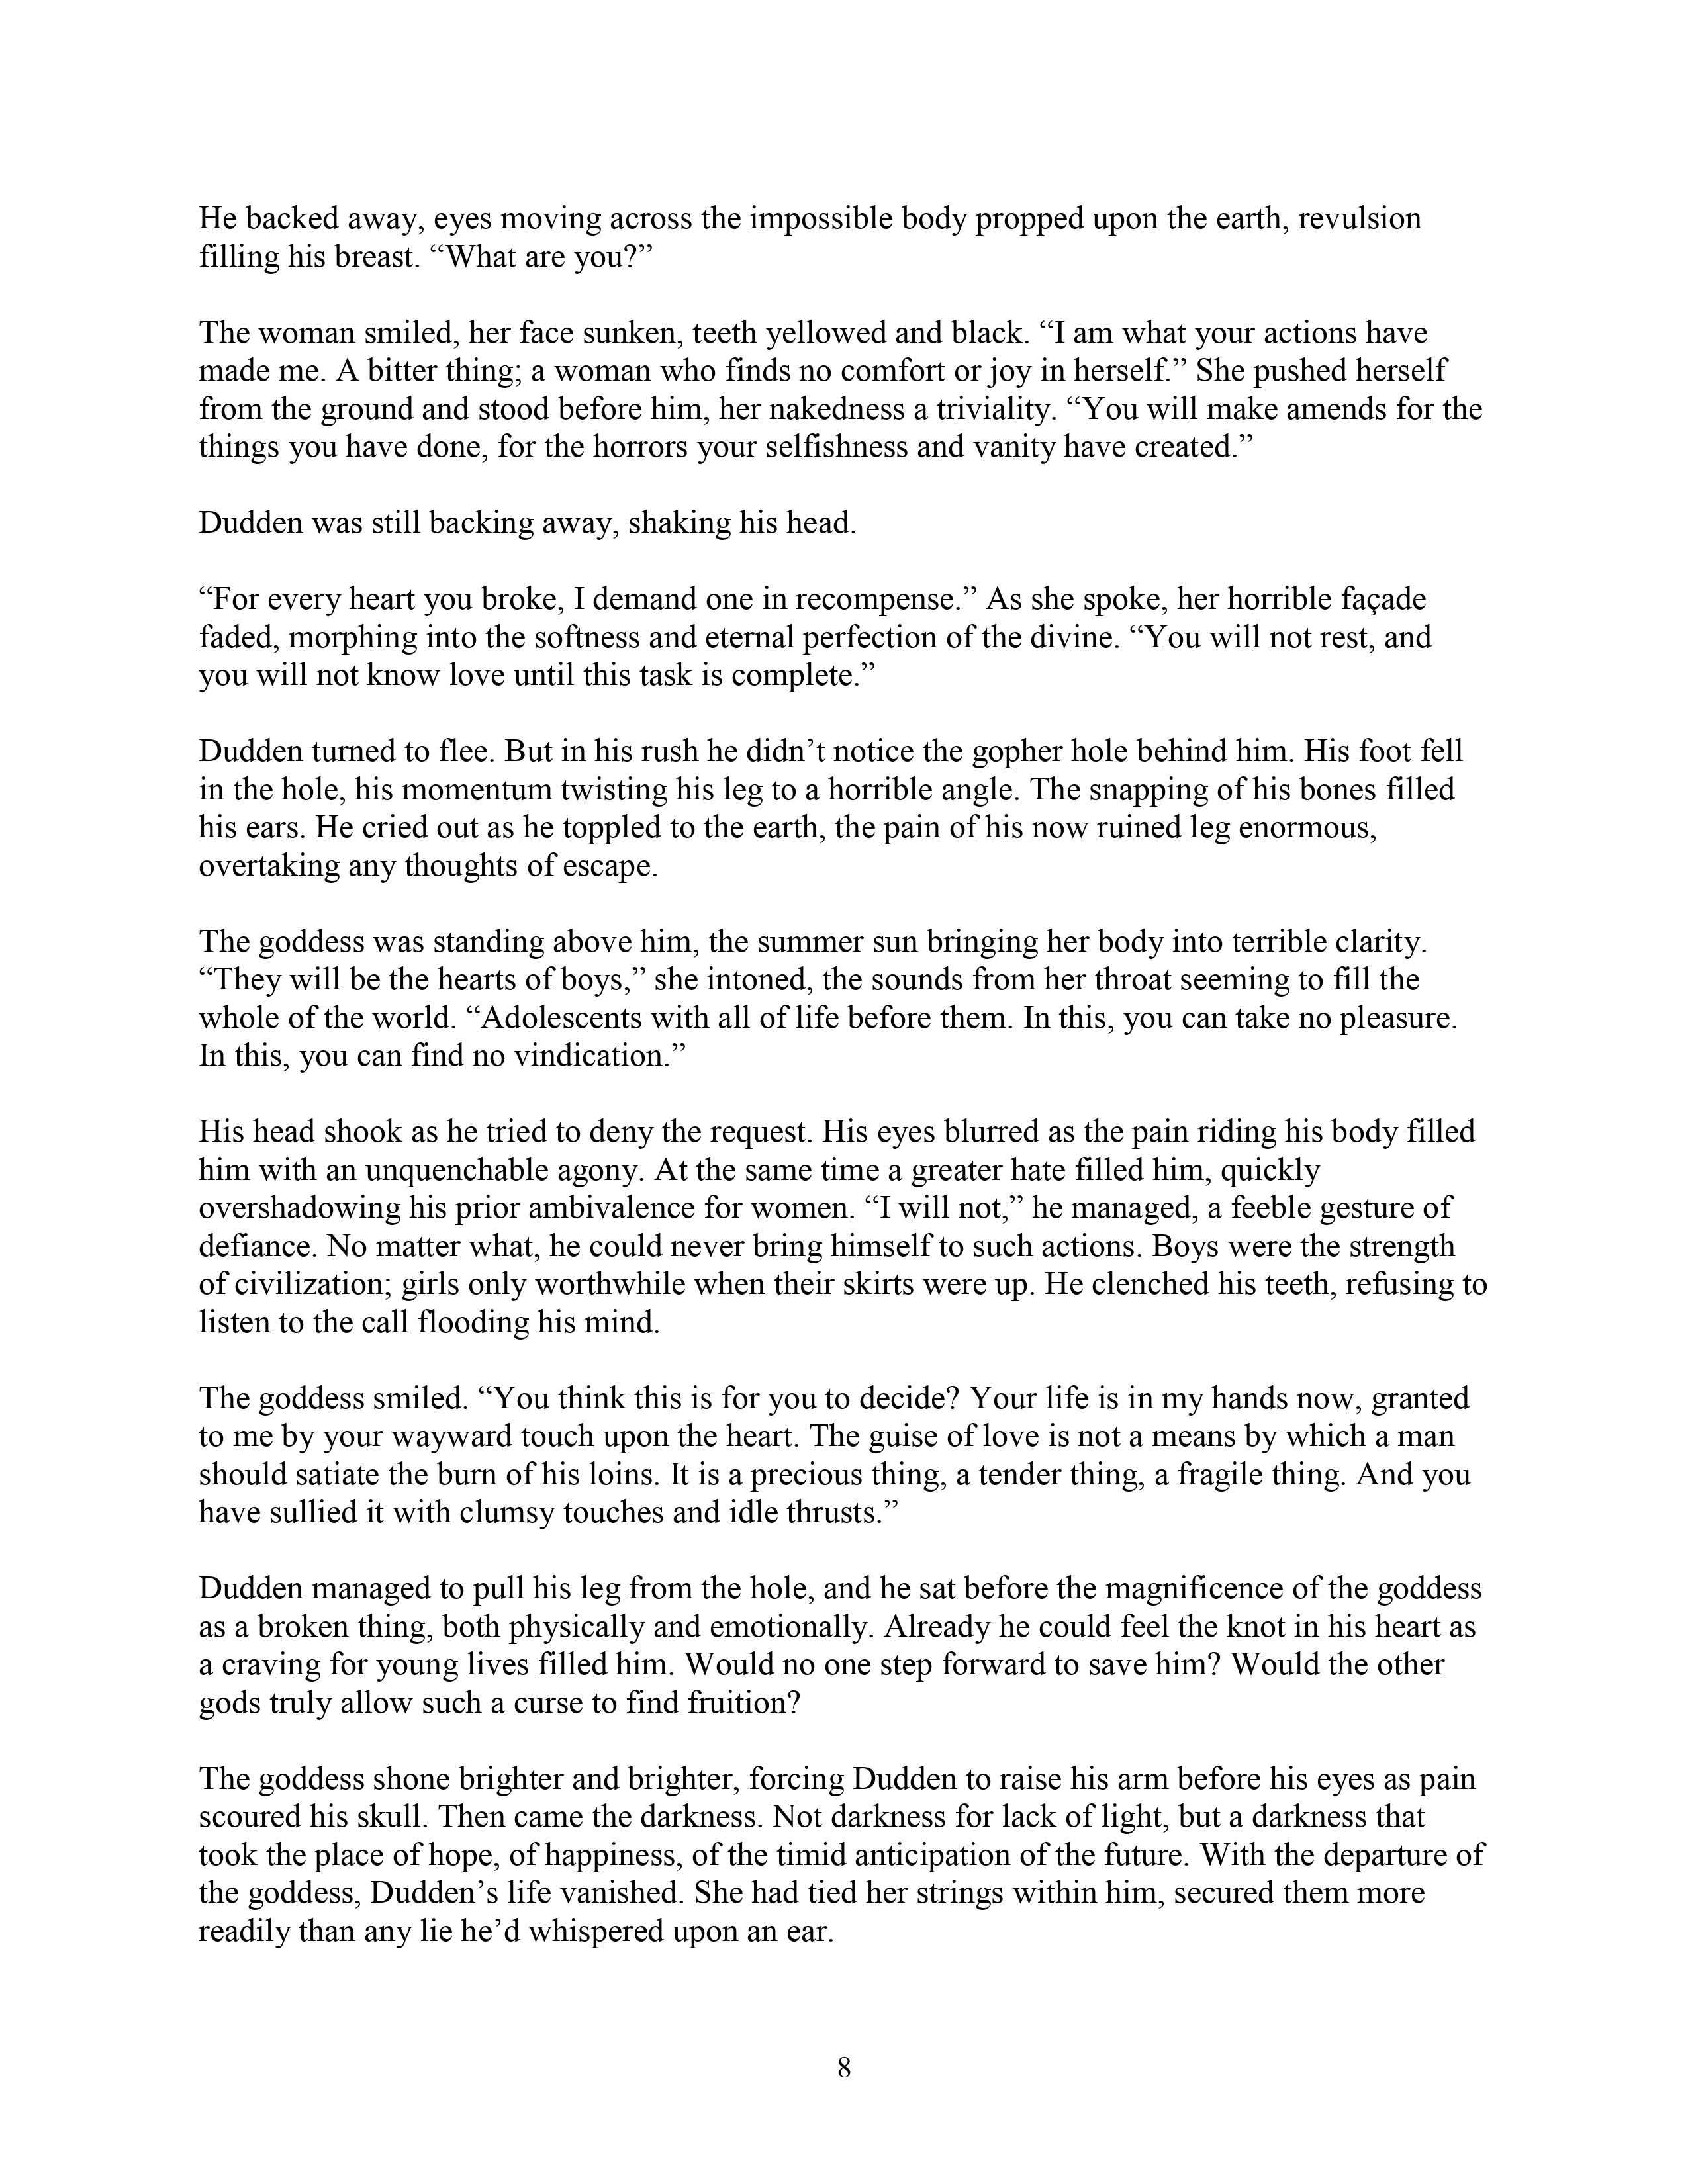 He backed away, eyes moving across the impossible body propped upon the earth, revulsion
filling his breast. “What are you?”
The woman smiled, her face sunken, teeth yellowed and black. “I am what your actions have
made me. A bitter thing; a woman who finds no comfort or joy in herself.” She pushed herself
from the ground and stood before him, her nakedness a triviality. “You will make amends for the
things you have done, for the horrors your selfishness and vanity have created.”
Dudden was still backing away, shaking his head.
“For every heart you broke, I demand one in recompense.” As she spoke, her horrible façade
faded, morphing into the softness and eternal perfection of the divine. “You will not rest, and
you will not know love until this task is complete.”
Dudden turned to flee. But in his rush he didn’t notice the gopher hole behind him. His foot fell
in the hole, his momentum twisting his leg to a horrible angle. The snapping of his bones filled
his ears. He cried out as he toppled to the earth, the pain of his now ruined leg enormous,
overtaking any thoughts of escape.
The goddess was standing above him, the summer sun bringing her body into terrible clarity.
“They will be the hearts of boys,” she intoned, the sounds from her throat seeming to fill the
whole of the world. “Adolescents with all of life before them. In this, you can take no pleasure.
In this, you can find no vindication.”
His head shook as he tried to deny the request. His eyes blurred as the pain riding his body filled
him with an unquenchable agony. At the same time a greater hate filled him, quickly
overshadowing his prior ambivalence for women. “I will not,” he managed, a feeble gesture of
defiance. No matter what, he could never bring himself to such actions. Boys were the strength
of civilization; girls only worthwhile when their skirts were up. He clenched his teeth, refusing to
listen to the call flooding his mind.
The goddess smiled. “You think this is for you to decide? Your life is in my hands now, granted
to me by your wayward touch upon the heart. The guise of love is not a means by which a man
should satiate the burn of his loins. It is a precious thing, a tender thing, a fragile thing. And you
have sullied it with clumsy touches and idle thrusts.”
Dudden managed to pull his leg from the hole, and he sat before the magnificence of the goddess
as a broken thing, both physically and emotionally. Already he could feel the knot in his heart as
a craving for young lives filled him. Would no one step forward to save him? Would the other
gods truly allow such a curse to find fruition?
The goddess shone brighter and brighter, forcing Dudden to raise his arm before his eyes as pain
scoured his skull. Then came the darkness. Not darkness for lack of light, but a darkness that
took the place of hope, of happiness, of the timid anticipation of the future. With the departure of
the goddess, Dudden’s life vanished. She had tied her strings within him, secured them more
readily than any lie he’d whispered upon an ear.
8